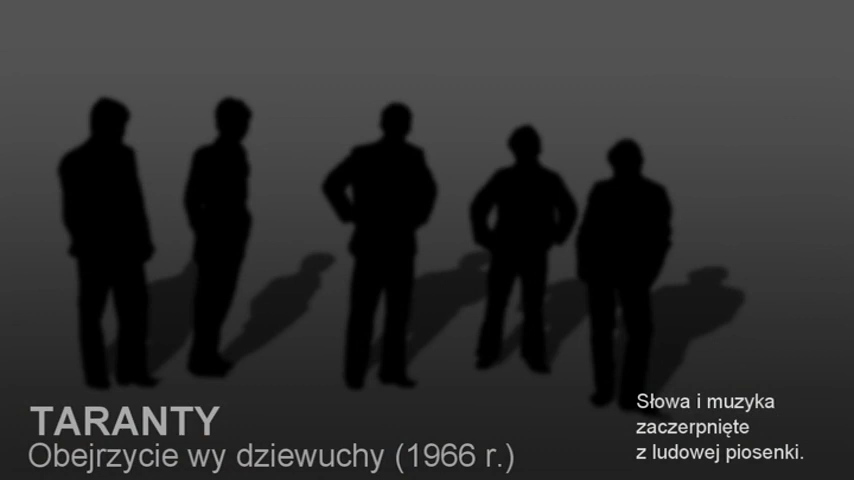 TARANTY
Obejrzycie wy dziewuchy (1966 r.)
Słowa i muzyka
zaczerpnięte
z ludowej piosenki.